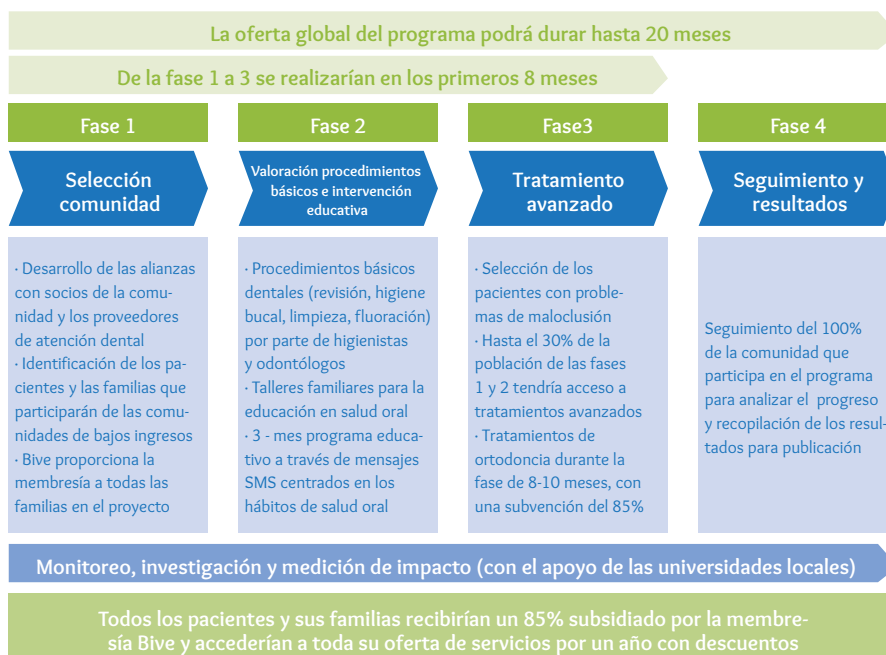 La oferta global del programa podrá durar hasta 20 meses
De la fase 1 a 3 se realizarían en los primeros 8 meses
Fase 1
Selección
comunidad
· Desarrollo de las alianzas
con socios de la comu-
nidad y los proveedores
de atención dental
· Identificación de los pa-
cientes y las familias que
participarán de las comu-
nidades de bajos ingresos
· Bive proporciona la
membresía a todas las
familias en el proyecto
Fase 2
Valoración procedimientos
básicos e intervención
educativa
· Procedimientos básicos
dentales (revisión, higiene
bucal, limpieza, fluoración)
por parte de higienistas
y odontólogos
· Talleres familiares para la
educación en salud oral
· 3 - mes programa educa-
tivo a través de mensajes
SMS centrados en los
hábitos de salud oral
Fase3
Tratamiento
avanzado
· Selección de los
pacientes con proble-
mas de maloclusión
· Hasta el 30% de la
población de las fases
1 y 2 tendría acceso a
tratamientos avanzados
· Tratamientos de
ortodoncia durante la
fase de 8-10 meses, con
una subvención del 85%
Fase 4
Seguimiento y
resultados
Seguimiento del 100%
de la comunidad que
participa en el programa
para analizar el progreso
y recopilación de los resul-
tados para publicación
Monitoreo, investigación y medición de impacto (con el apoyo de las universidades locales)
Todos los pacientes y sus familias recibirían un 85% subsidiado por la membre-
sía Bive y accederían a toda su oferta de servicios por un año con descuentos